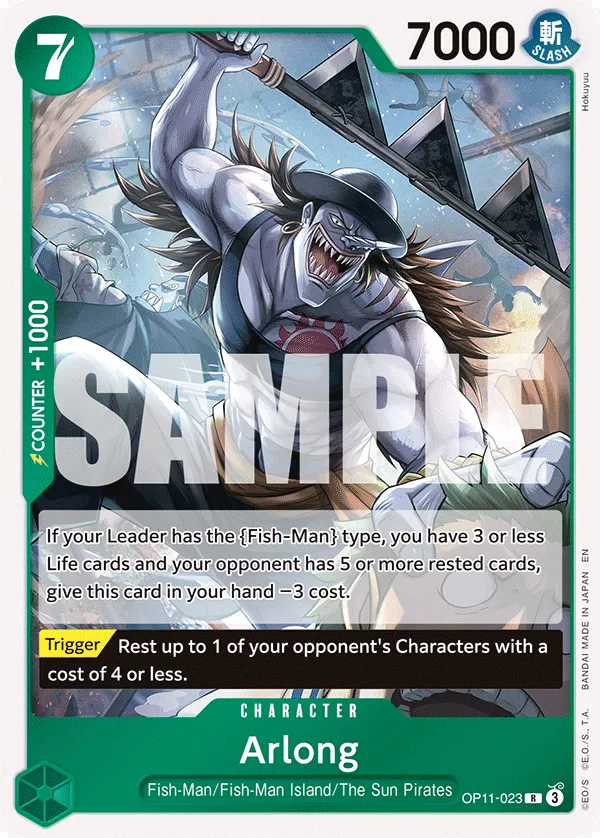 7
7000
斬
SLASH
Hokuyuu
COUNTER +1000
SAMPLE
If your Leader has the {Fish-Man} type, you have 3 or less
Life cards and your opponent has 5 or more rested cards,
give this card in your hand −3 cost.
Trigger Rest up to 1 of your opponent's Characters with a
cost of 4 or less.
CHARACTER
Arlong
Fish-Man/Fish-Man Island/The Sun Pirates
OP11-023 R 3
©E.O/S ©E.O./S., T.A. BANDAI MADE IN JAPAN EN